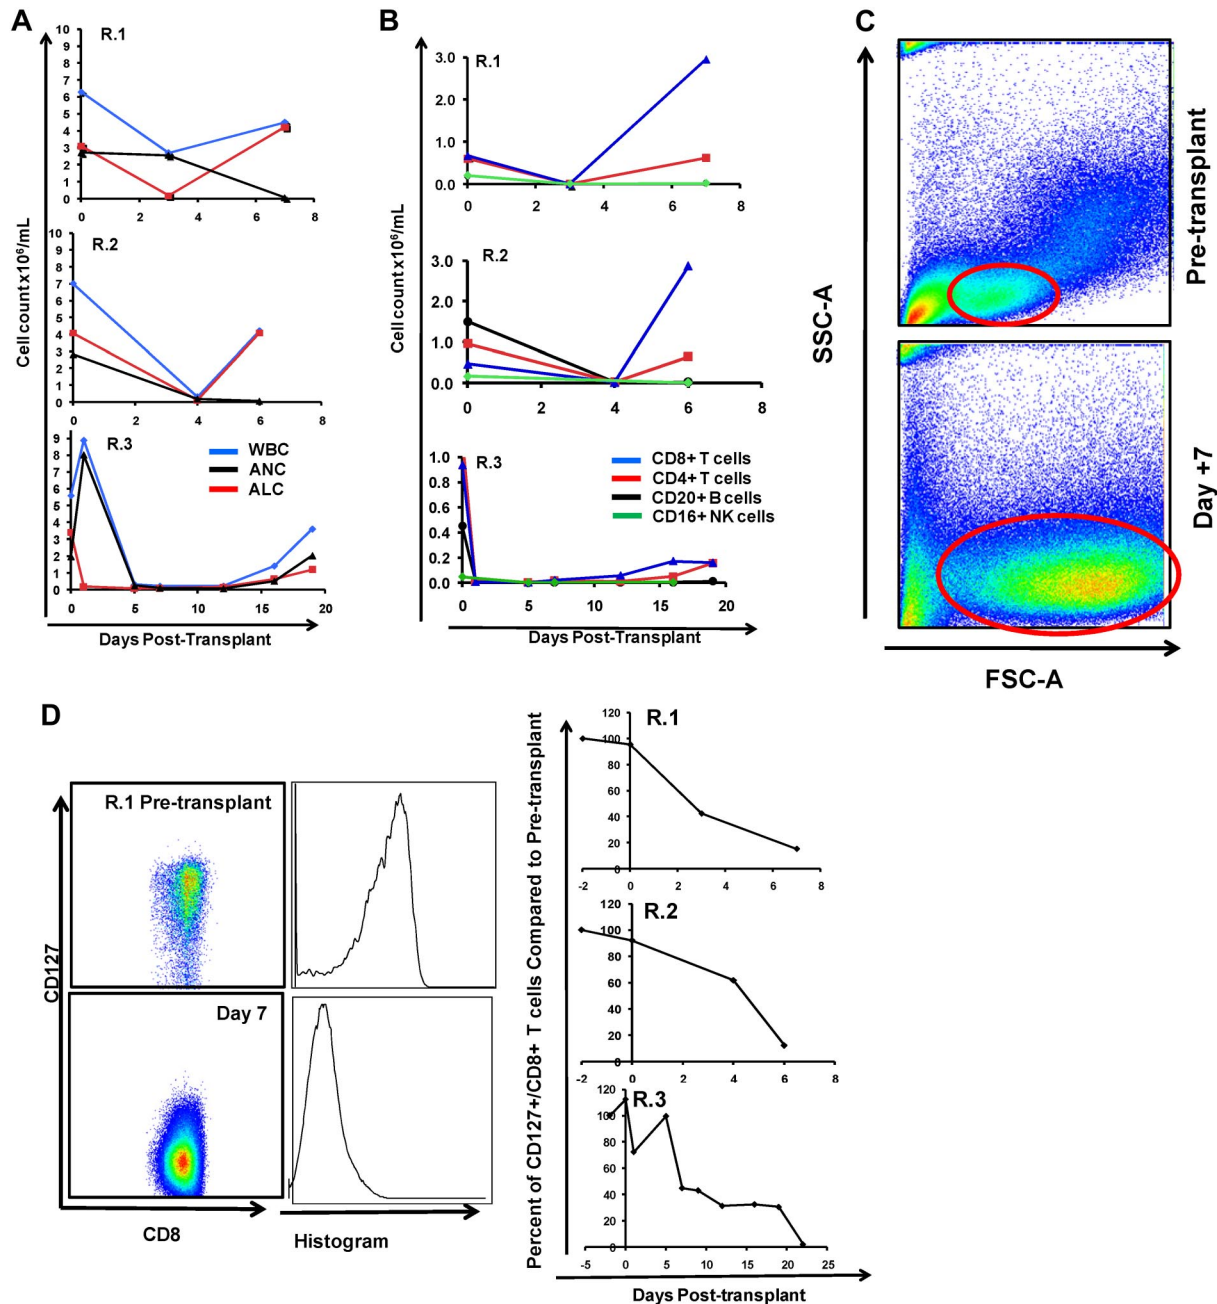 A
Cell count x10⁶/mL
R.1
10
9
8
7
6
5
4
3
2
1
0
0 2 4 6 8
R.2
10
9
8
7
6
5
4
3
2
1
0
0 2 4 6 8
R.3
9
8
7
6
5
4
3
2
1
0
0 5 10 15 20 25
WBC
ANC
ALC
Days Post-Transplant
B
Cell count x10⁶/mL
R.1
3.0
2.0
1.0
0.0
0 2 4 6 8
R.2
3.0
2.0
1.0
0.0
0 2 4 6 8
R.3
1.0
0.8
0.6
0.4
0.2
0.0
0 5 10 15 20
CD8+ T cells
CD4+ T cells
CD20+ B cells
CD16+ NK cells
Days Post-Transplant
C
SSC-A
Pre-transplant
Day +7
FSC-A
D
CD127
R.1 Pre-transplant
Day 7
CD8
Histogram
Percent of CD127+/CD8+ T cells Compared to Pre-transplant
R.1
120
100
80
60
40
20
0
-2 0 2 4 6 8
R.2
120
100
80
60
40
20
0
-2 0 2 4 6 8
R.3
120
100
80
60
40
20
0
-5 0 5 10 15 20 25
Days Post-transplant